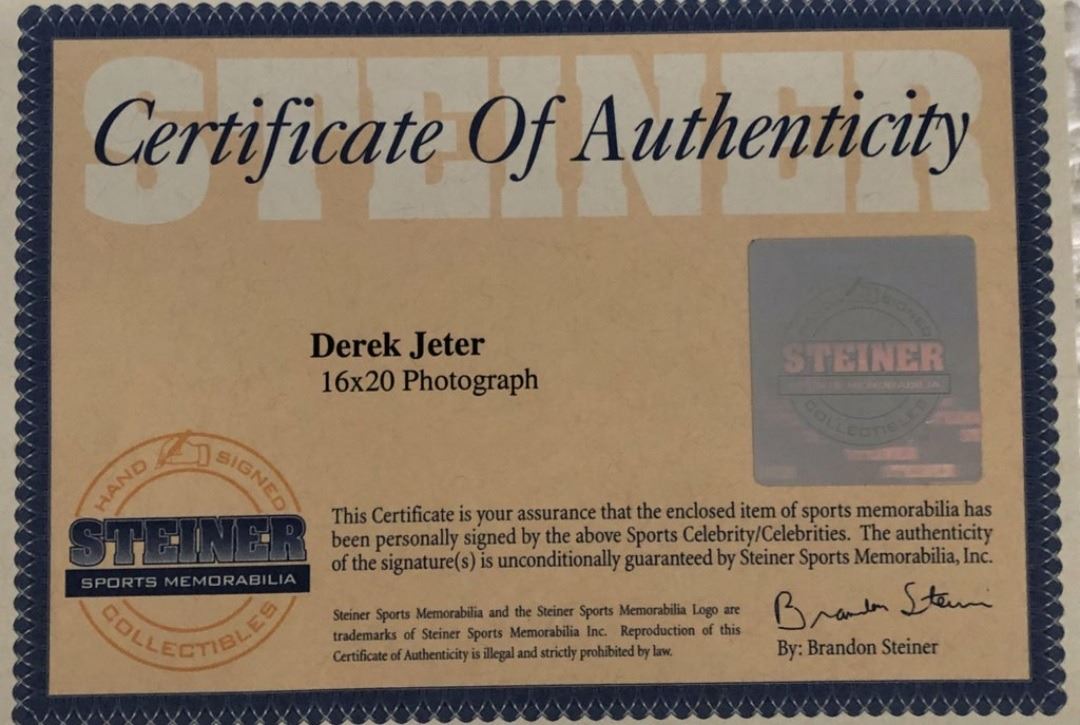 STEINER
Certificate Of Authenticity
Derek Jeter
16x20 Photograph
SIGNED
STEINER
SPORTS MEMORABILIA
COLLECTIBLES
HAND SIGNED
STEINER
SPORTS MEMORABILIA
COLLECTIBLES
This Certificate is your assurance that the enclosed item of sports memorabilia has
been personally signed by the above Sports Celebrity/Celebrities. The authenticity
of the signature(s) is unconditionally guaranteed by Steiner Sports Memorabilia, Inc.
Steiner Sports Memorabilia and the Steiner Sports Memorabilia Logo are
trademarks of Steiner Sports Memorabilia Inc. Reproduction of this
Certificate of Authenticity is illegal and strictly prohibited by law.
Brandon Steiner
By: Brandon Steiner